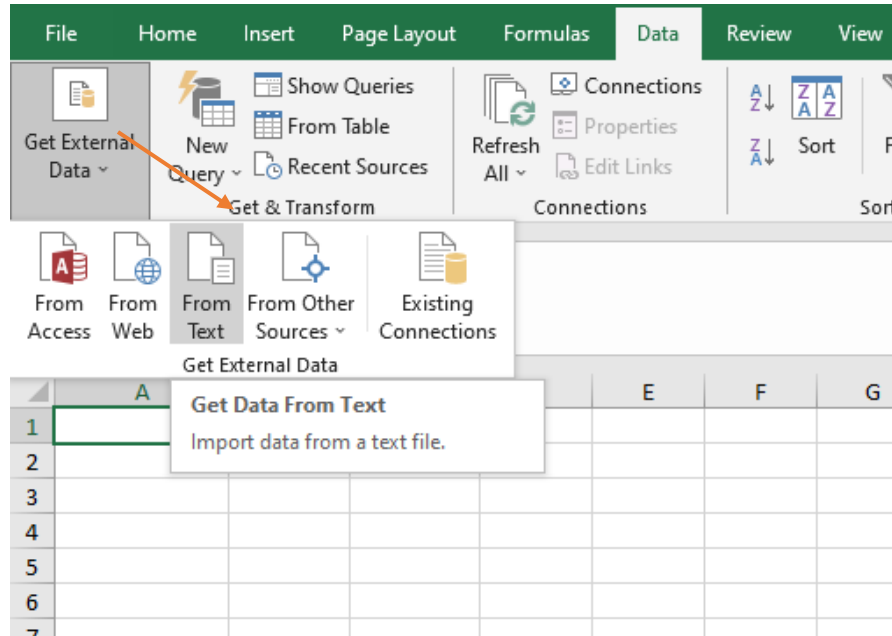 File Home Insert Page Layout Formulas Data Review View
Get External Data
New Query
Show Queries
From Table
Recent Sources
Get & Transform
Refresh All
Connections
Properties
Edit Links
Connections
A Z
Z A
Z A A Z
Sort
F
Sor
From Access
From Web
From Text
From Other Sources
Existing Connections
Get External Data
Get Data From Text
Import data from a text file.
A E F G
1
2
3
4
5
6
7